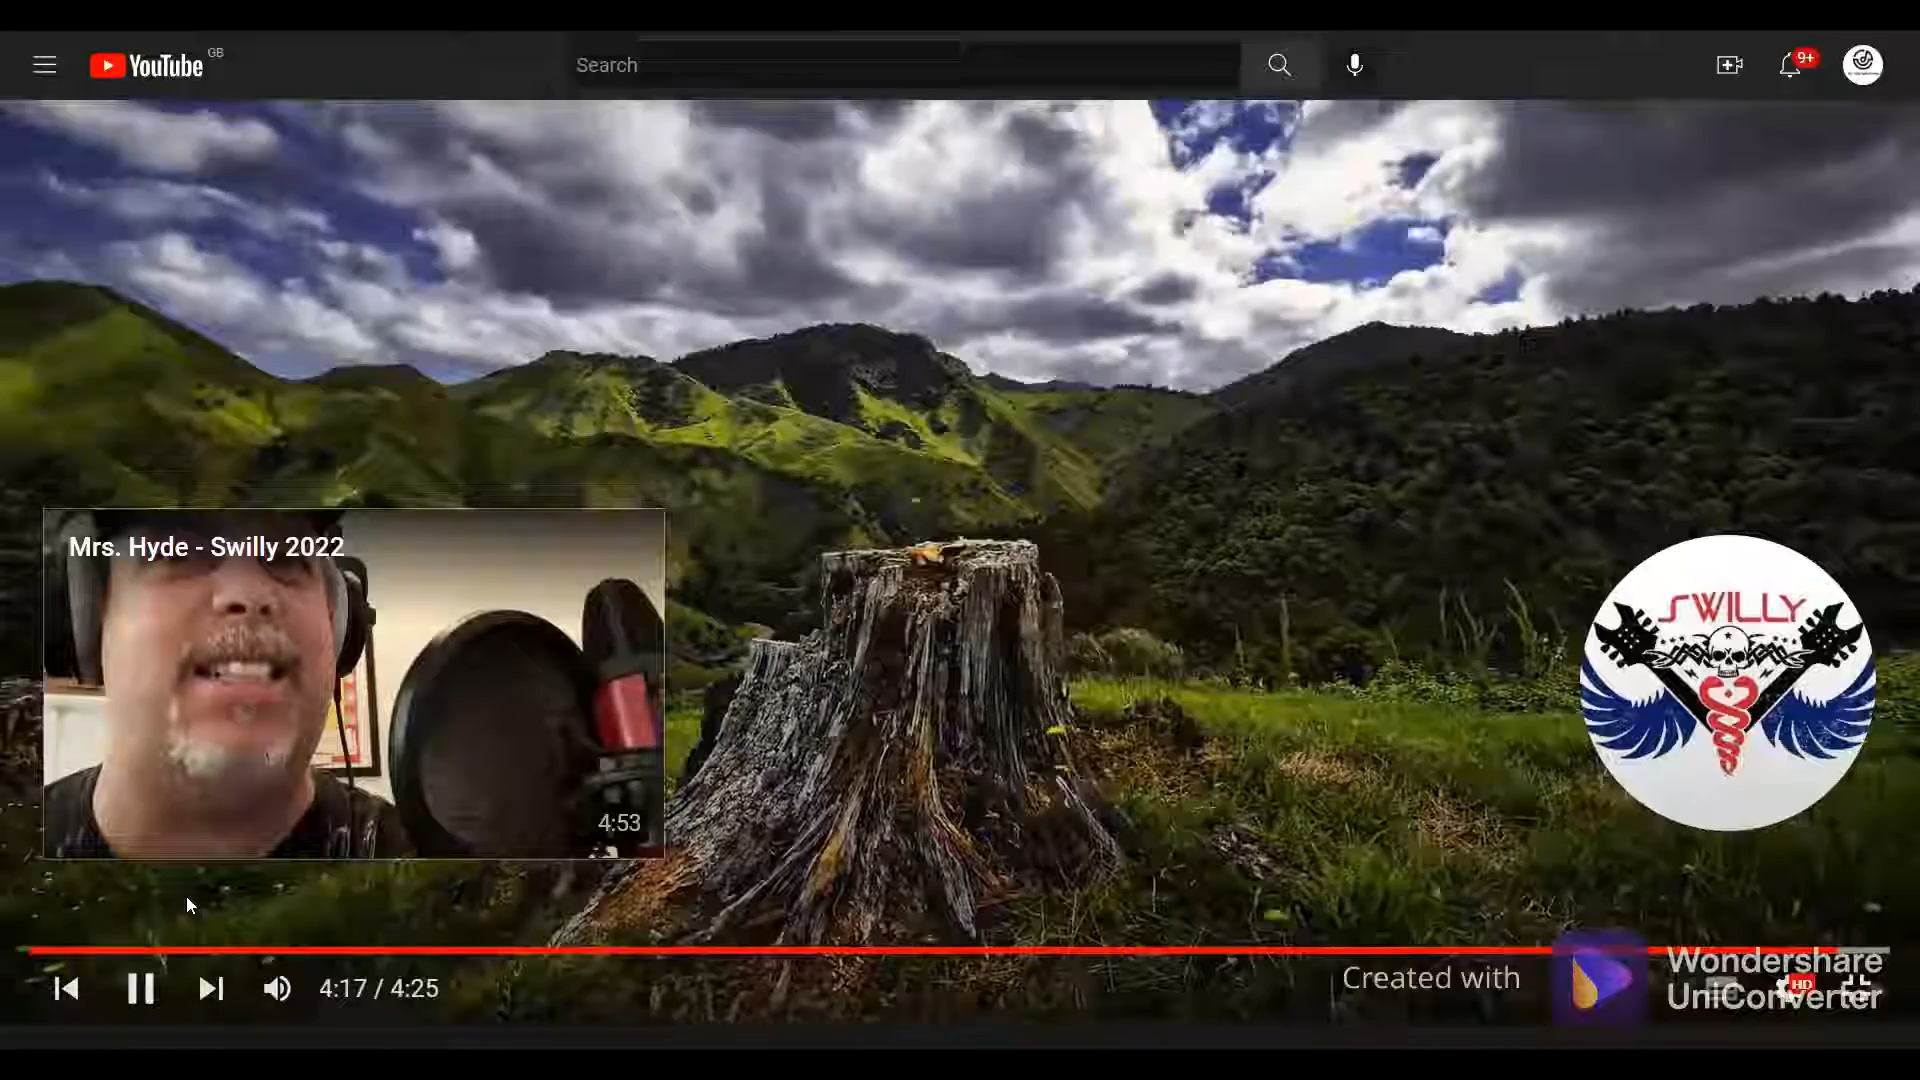 YouTube GB
Search
9+
Mrs. Hyde - Swilly 2022
4:53
SWILLY
4:17 / 4:25
Created with
Wondershare
UniConverter
HD